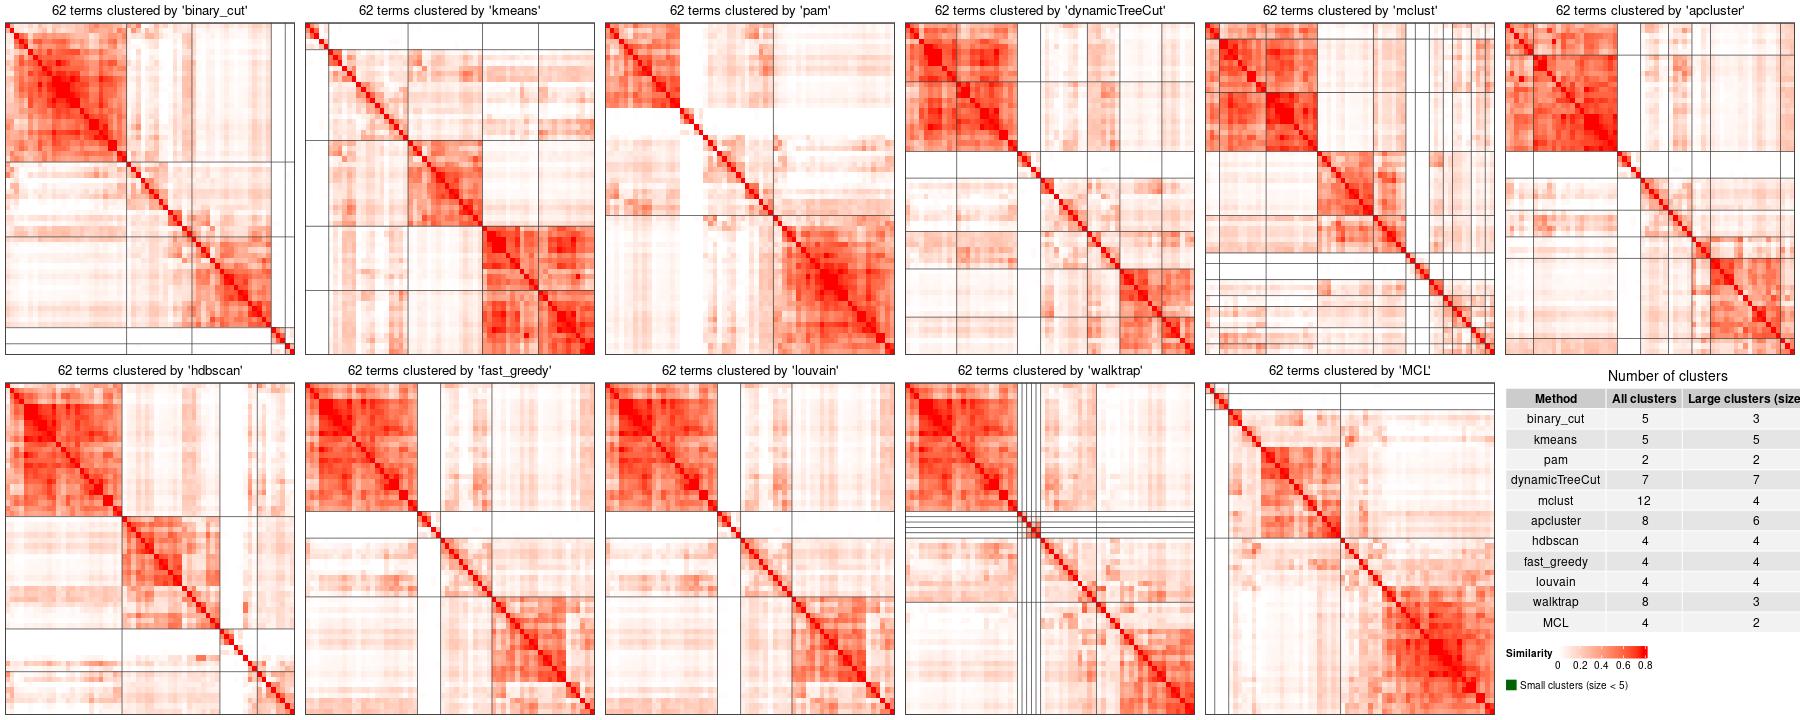 62 terms clustered by 'binary_cut'
62 terms clustered by 'kmeans'
62 terms clustered by 'pam'
62 terms clustered by 'dynamicTreeCut'
62 terms clustered by 'mclust'
62 terms clustered by 'apcluster'
62 terms clustered by 'hdbscan'
62 terms clustered by 'fast_greedy'
62 terms clustered by 'louvain'
62 terms clustered by 'walktrap'
62 terms clustered by 'MCL'
Number of clusters
Method All clusters Large clusters (size
binary_cut 5 3
kmeans 5 5
pam 2 2
dynamicTreeCut 7 7
mclust 12 4
apcluster 8 6
hdbscan 4 4
fast_greedy 4 4
louvain 4 4
walktrap 8 3
MCL 4 2
Similarity
0 0.2 0.4 0.6 0.8
Small clusters (size < 5)